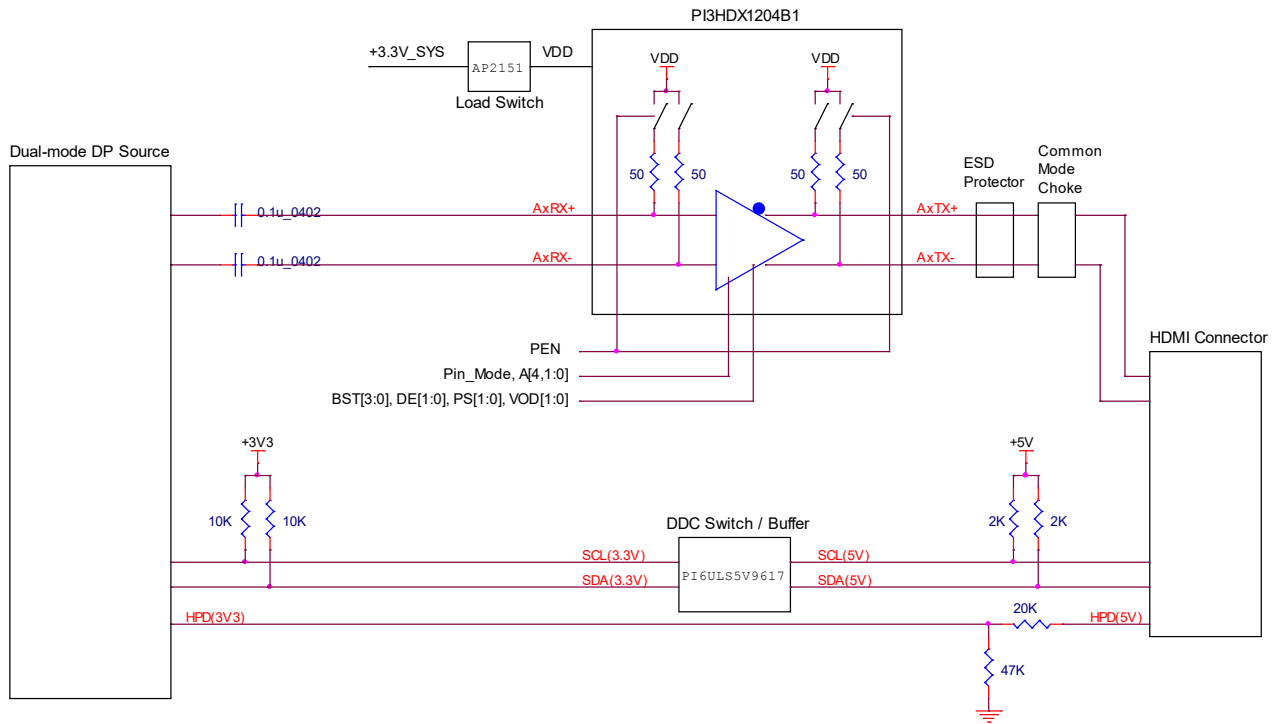 PI3HDX1204B1
+3.3V_SYS
VDD
AP2151
Load Switch
VDD
VDD
Dual-mode DP Source
50
50
50
50
ESD
Protector
Common
Mode
Choke
0.1u_0402
AxRX+
AxTX+
0.1u_0402
AxRX-
AxTX-
PEN
Pin_Mode, A[4,1:0]
BST[3:0], DE[1:0], PS[1:0], VOD[1:0]
HDMI Connector
+3V3
+5V
10K
10K
2K
2K
DDC Switch / Buffer
SCL(3.3V)
SCL(5V)
PI6ULS5V9617
SDA(3.3V)
SDA(5V)
HPD(3V3)
20K
HPD(5V)
47K